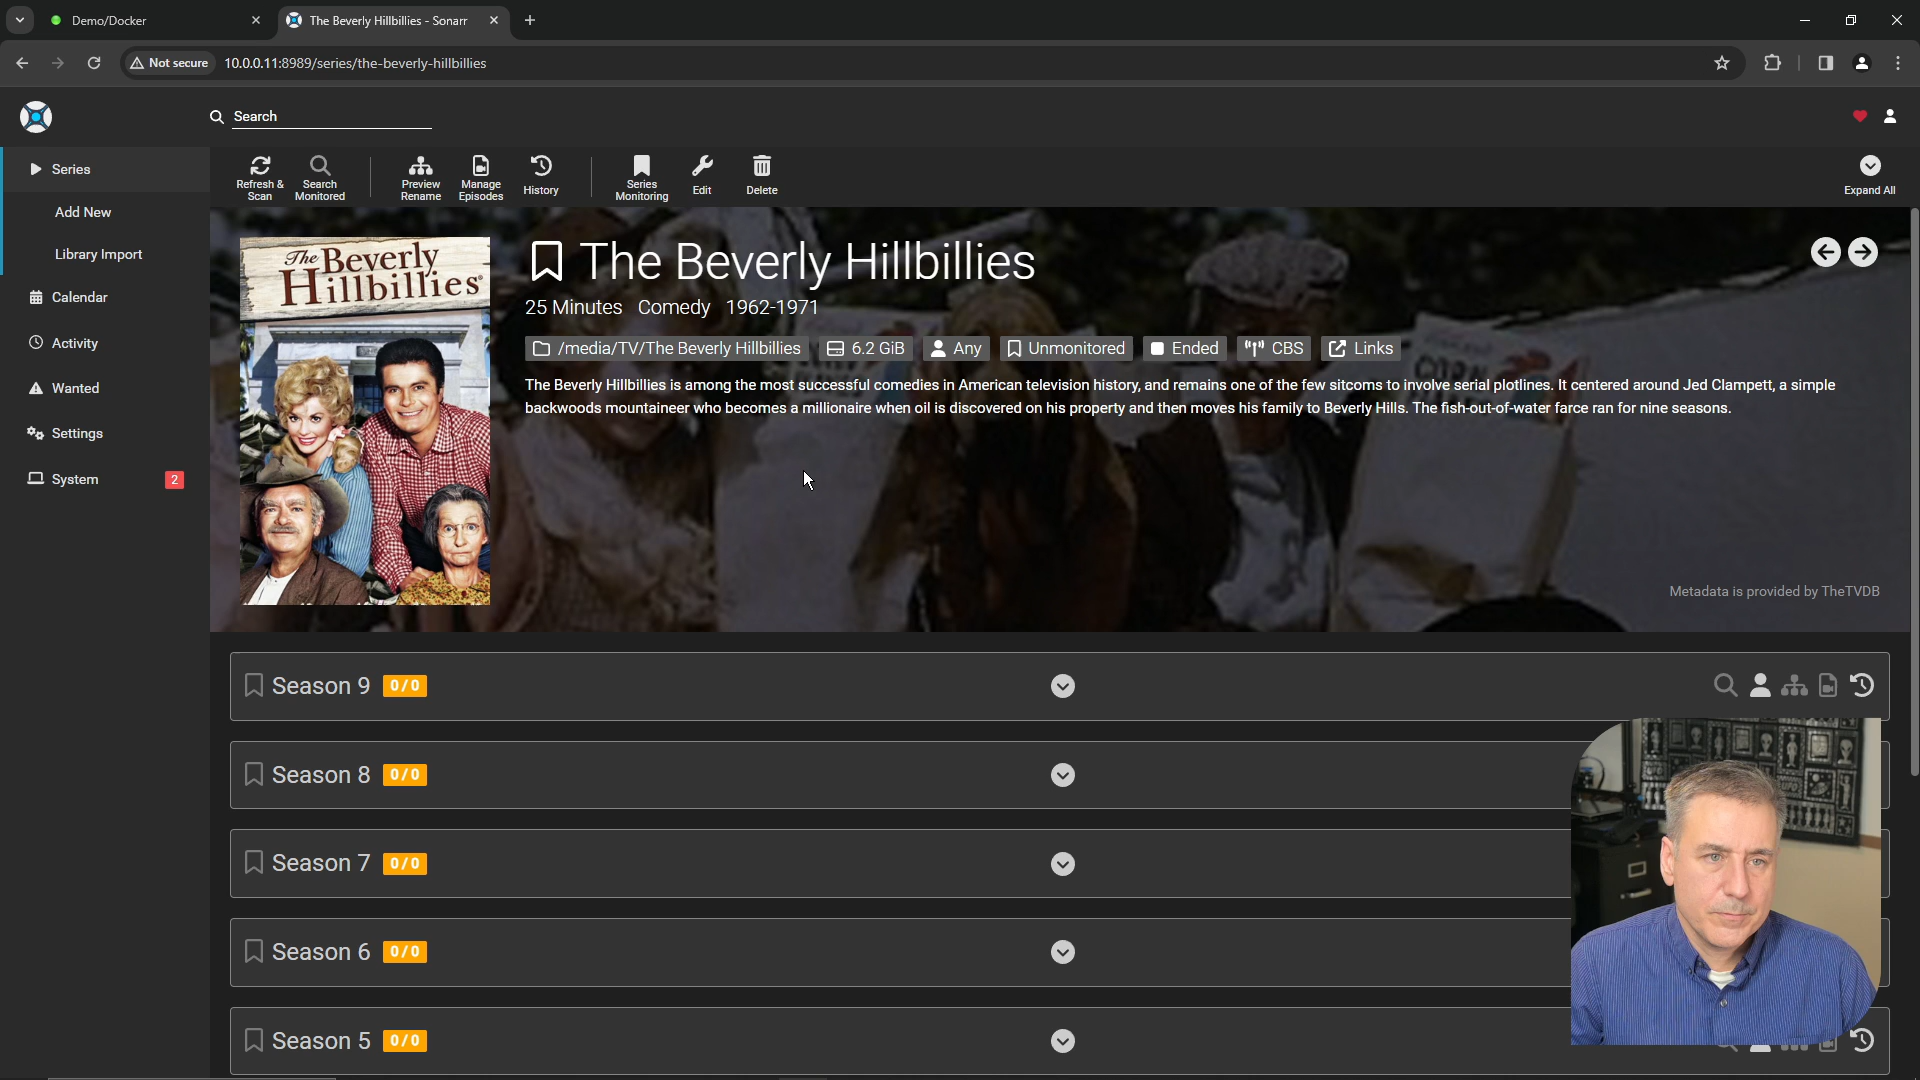 Demo/Docker
The Beverly Hillbillies - Sonarr
Not secure
10.0.0.11:8989/series/the-beverly-hillbillies
Search
Series
Add New
Library Import
Calendar
Activity
Wanted
Settings
System
2
Refresh & Scan
Search Monitored
Preview Rename
Manage Episodes
History
Series Monitoring
Edit
Delete
Expand All
The Beverly Hillbillies
The Beverly Hillbillies
25 Minutes Comedy 1962-1971
/media/TV/The Beverly Hillbillies 6.2 GiB Any Unmonitored Ended CBS Links
The Beverly Hillbillies is among the most successful comedies in American television history, and remains one of the few sitcoms to involve serial plotlines. It centered around Jed Clampett, a simple
backwoods mountaineer who becomes a millionaire when oil is discovered on his property and then moves his family to Beverly Hills. The fish-out-of-water farce ran for nine seasons.
Metadata is provided by TheTVDB
Season 9 0/0
Season 8 0/0
Season 7 0/0
Season 6 0/0
Season 5 0/0